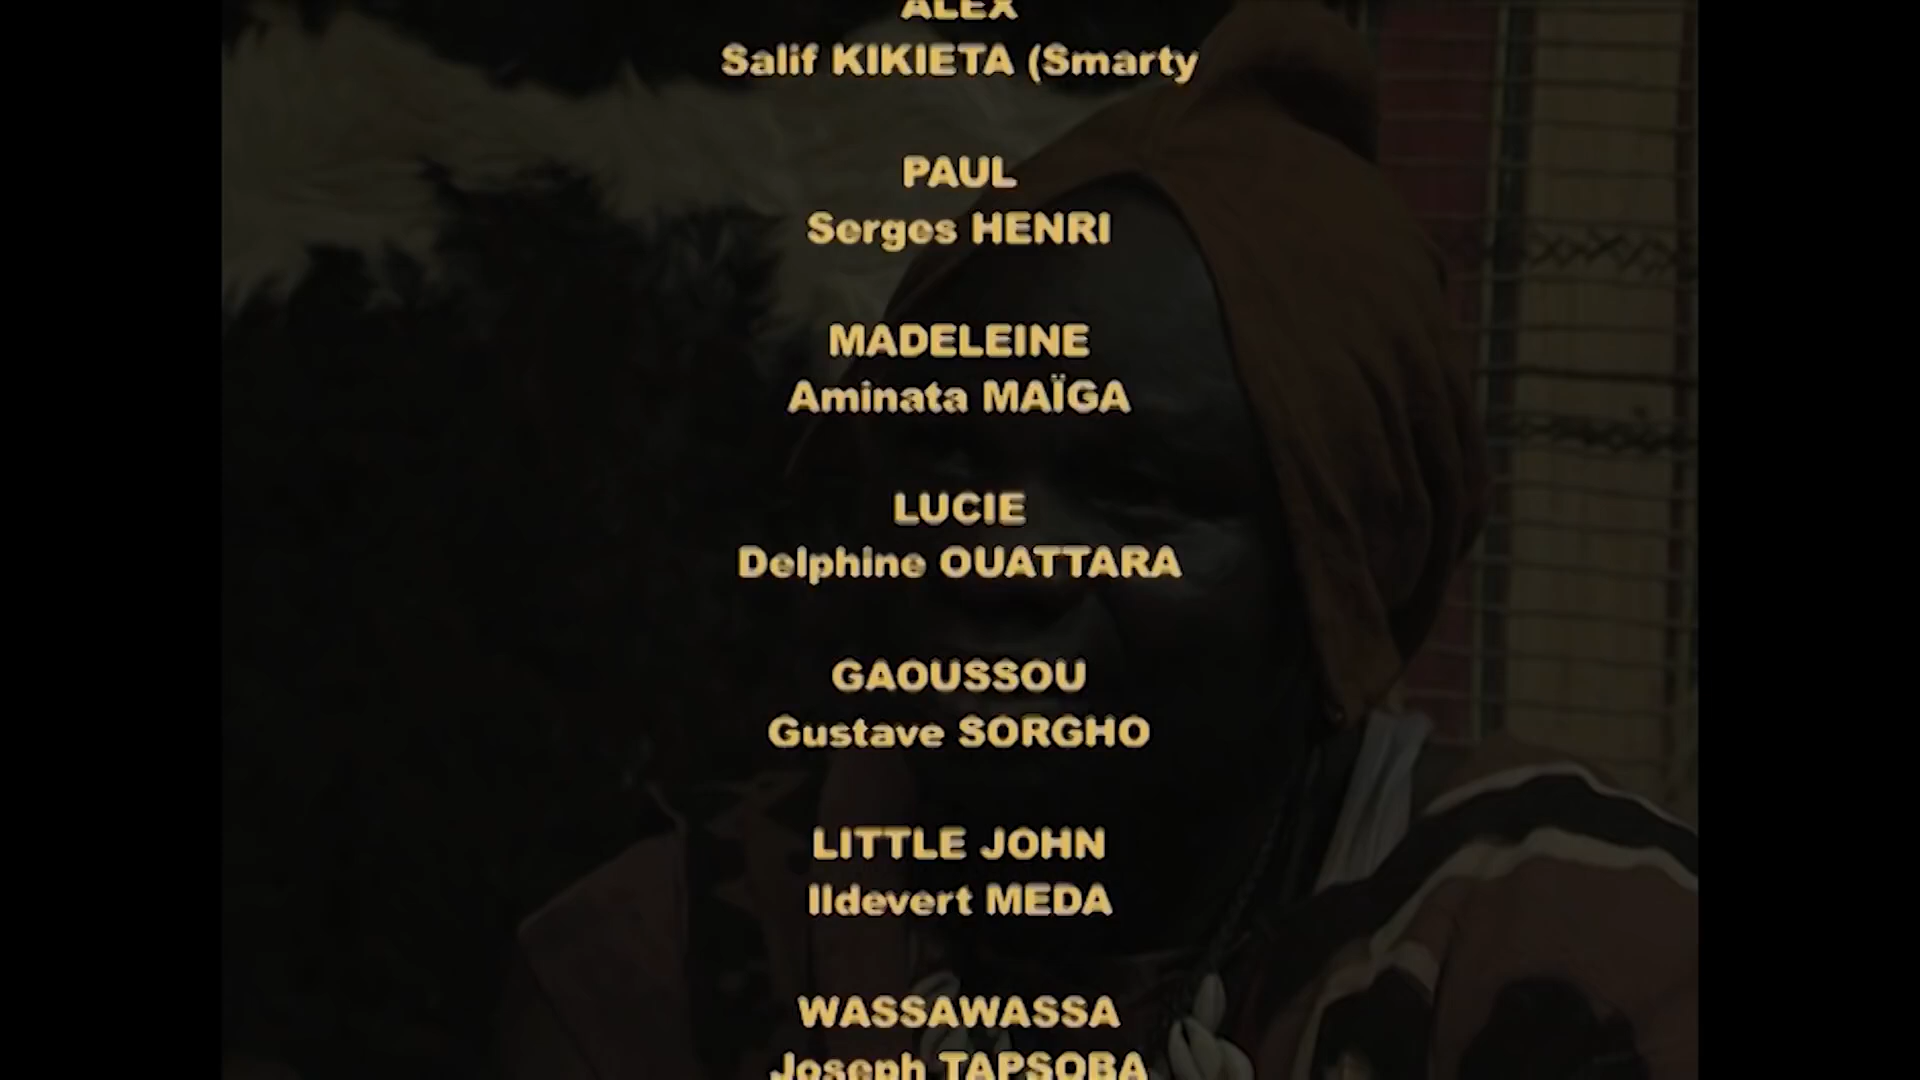 ALEX
Salif KIKIETA (Smarty
PAUL
Serges HENRI
MADELEINE
Aminata MAÏGA
LUCIE
Delphine OUATTARA
GAOUSSOU
Gustave SORGHO
LITTLE JOHN
Ildevert MEDA
WASSAWASSA
Joseph TAPSOBA